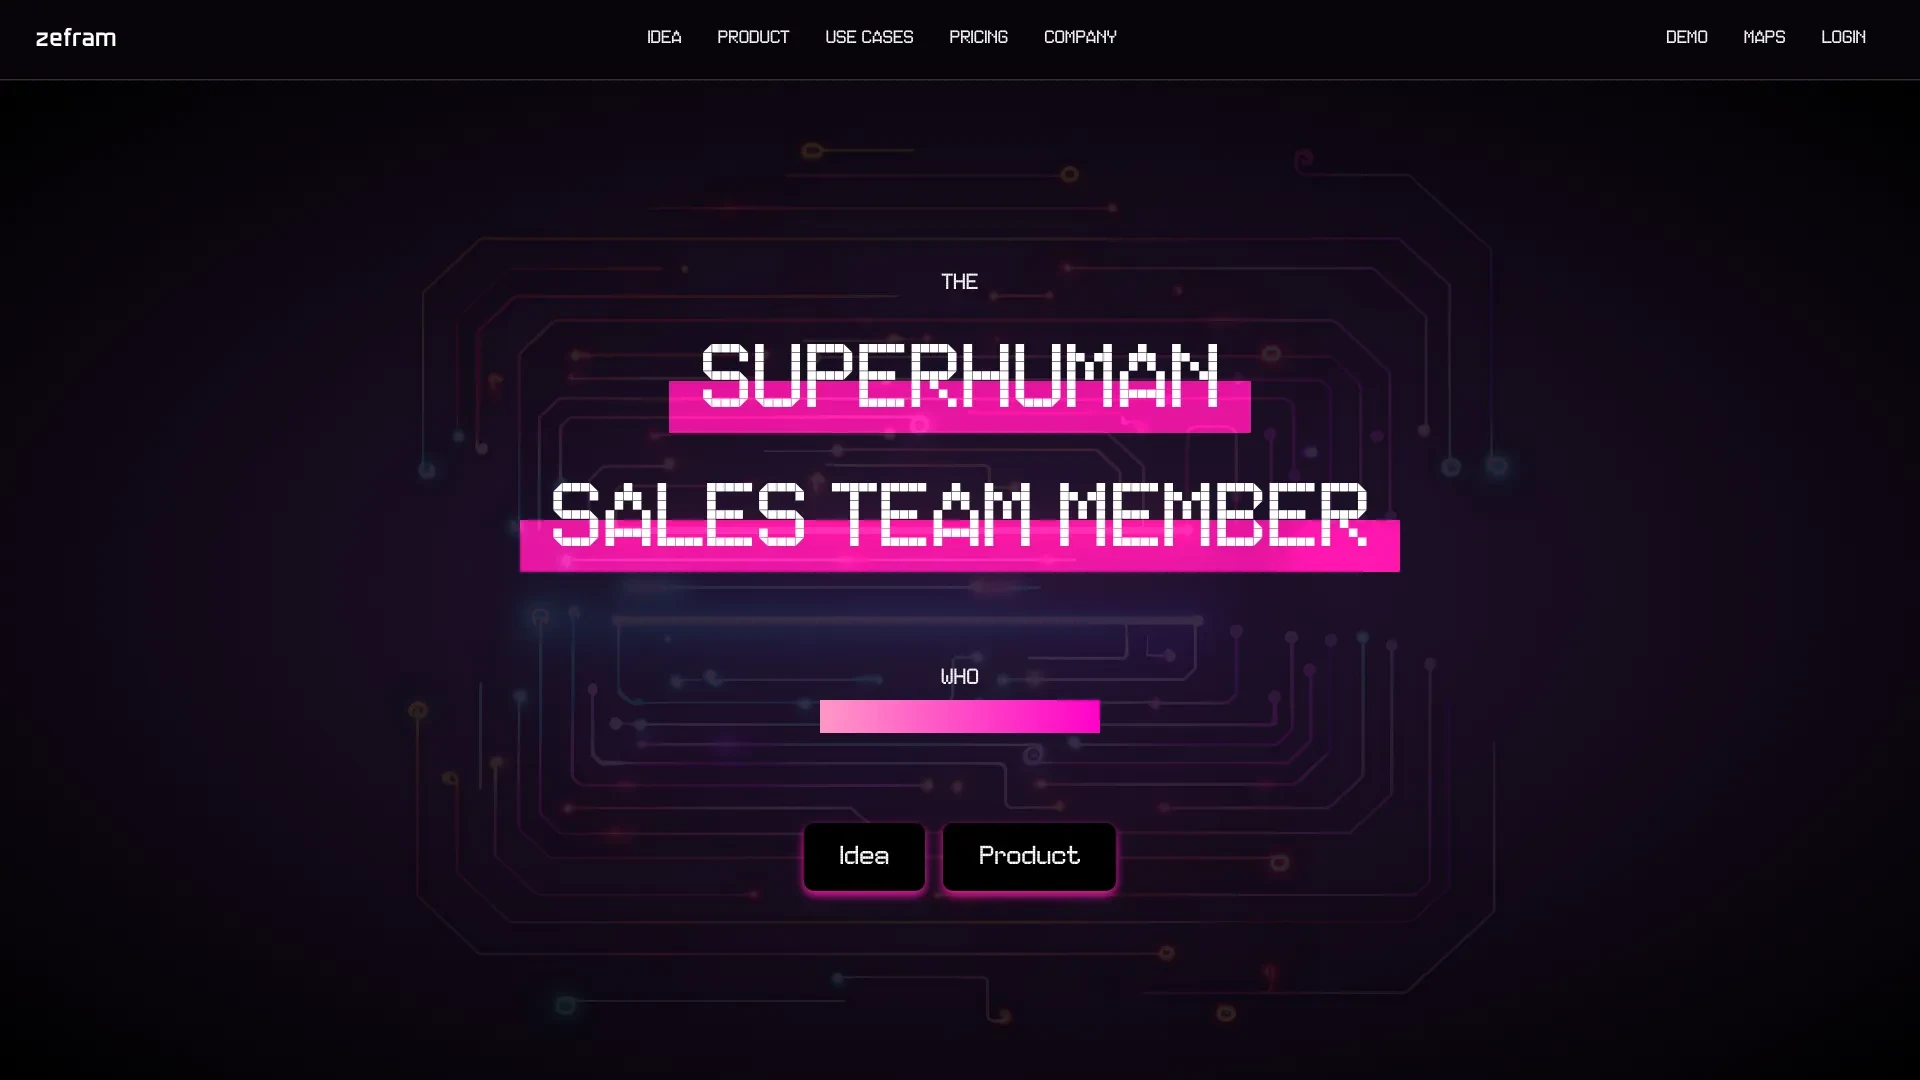 zefram
IDEA PRODUCT USE CASES PRICING COMPANY
DEMO MAPS LOGIN
THE
SUPERHUMAN
SALES TEAM MEMBER
WHO
Idea Product